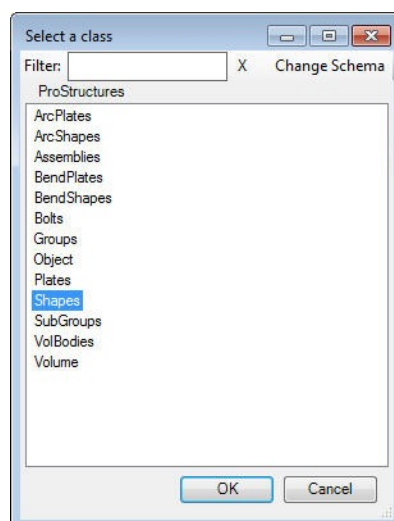 Select a class
Filter: X Change Schema
ProStructures
ArcPlates
ArcShapes
Assemblies
BendPlates
BendShapes
Bolts
Groups
Object
Plates
Shapes
SubGroups
VolBodies
Volume
OK Cancel